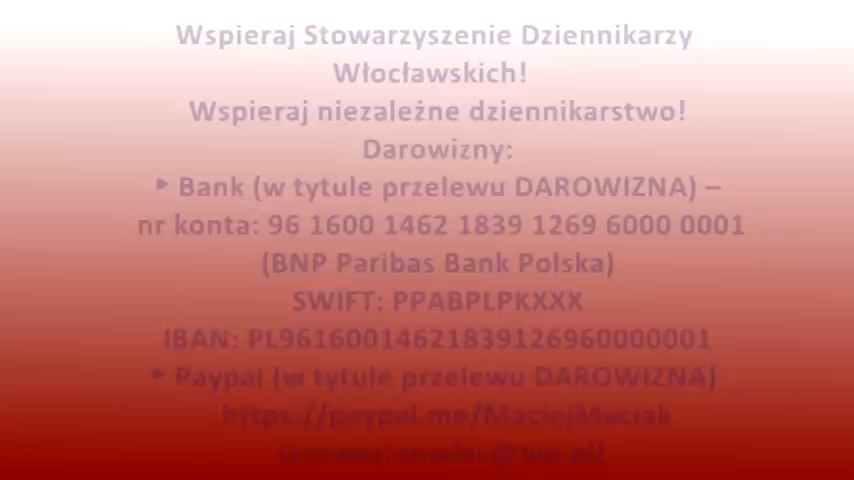 Wspieraj Stowarzyszenie Dziennikarzy
Włocławskich!
Wspieraj niezależne dziennikarstwo!
Darowizny:
‣ Bank (w tytule przelewu DAROWIZNA) –
nr konta: 96 1600 1462 1839 1269 6000 0001
(BNP Paribas Bank Polska)
SWIFT: PPABPLPKXXX
IBAN: PL96160014621839126960000001
‣ Paypal (w tytule przelewu DAROWIZNA)
https://paypal.me/MaciejMaciak